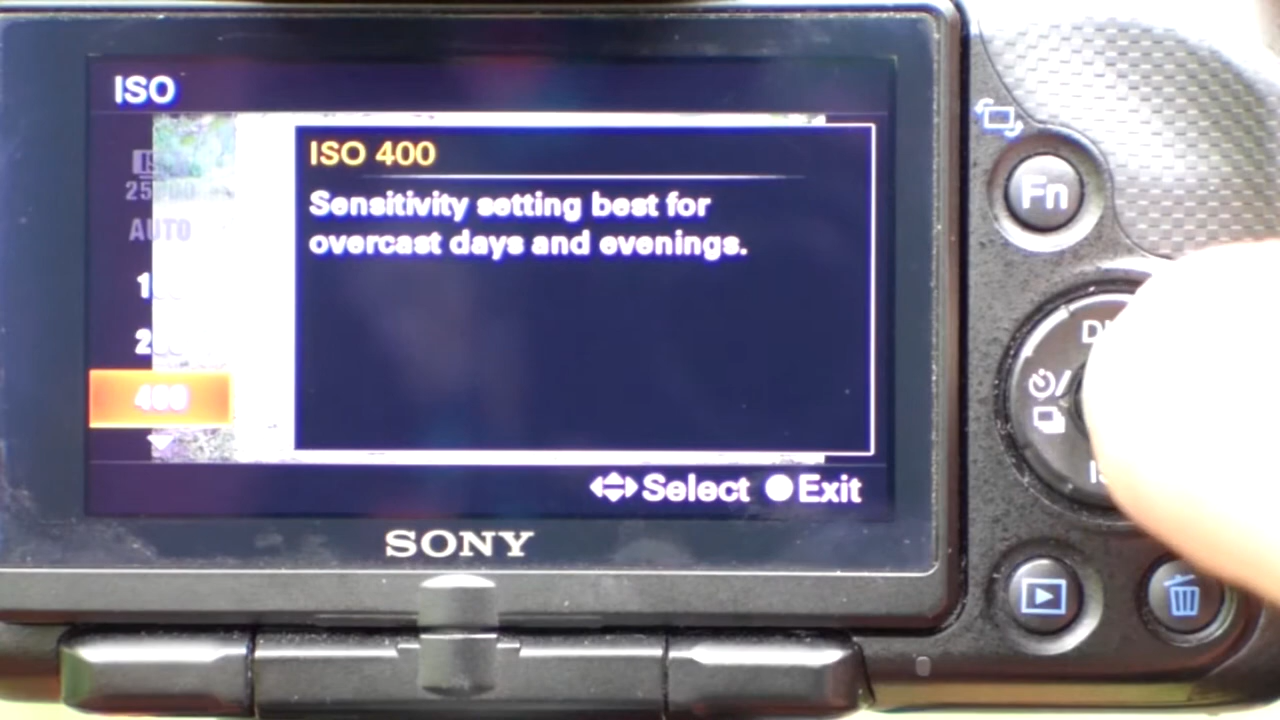 ISO
ISO 400
Sensitivity setting best for
overcast days and evenings.
AUTO
400
Select Exit
SONY
Fn